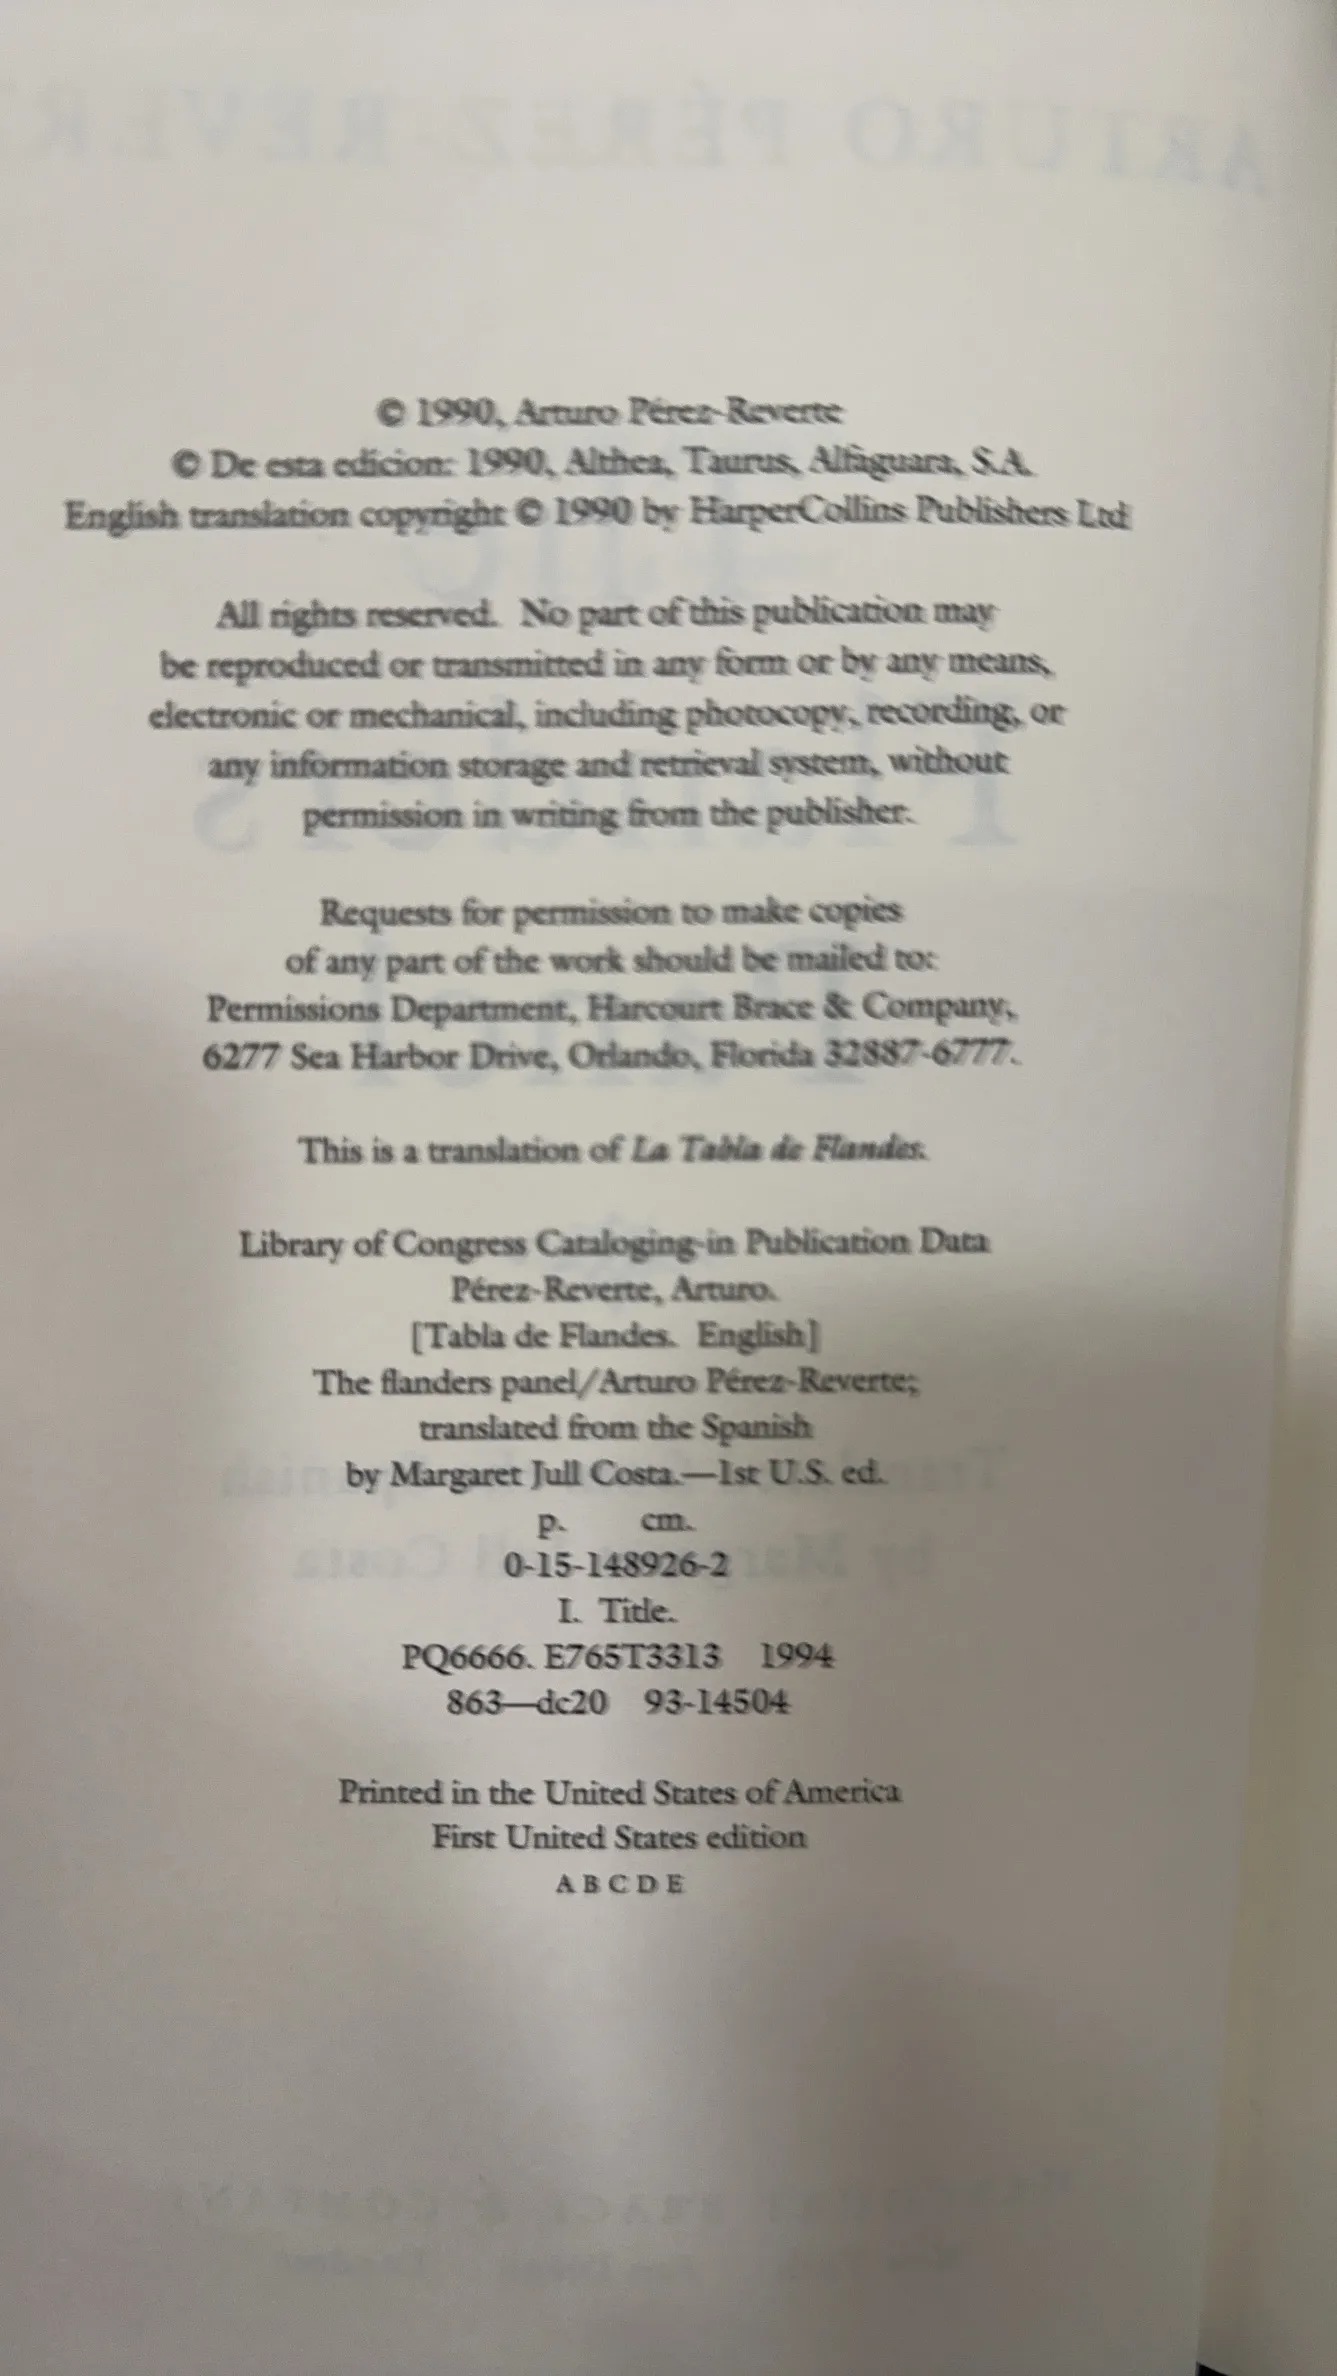 © 1990, Arturo Pérez-Reverte
© De esta edicion: 1990, Althea, Taurus, Alfaguara, S.A.
English translation copyright © 1990 by HarperCollins Publishers Ltd
All rights reserved. No part of this publication may
be reproduced or transmitted in any form or by any means,
electronic or mechanical, including photocopy, recording, or
any information storage and retrieval system, without
permission in writing from the publisher.
Requests for permission to make copies
of any part of the work should be mailed to:
Permissions Department, Harcourt Brace & Company,
6277 Sea Harbor Drive, Orlando, Florida 32887-6777.
This is a translation of La Tabla de Flandes.
Library of Congress Cataloging-in Publication Data
Pérez-Reverte, Arturo.
[Tabla de Flandes. English]
The flanders panel/Arturo Pérez-Reverte;
translated from the Spanish
by Margaret Jull Costa.—1st U.S. ed.
p. cm.
0-15-148926-2
I. Title.
PQ6666. E765T3313 1994
863—dc20 93-14504
Printed in the United States of America
First United States edition
A B C D E